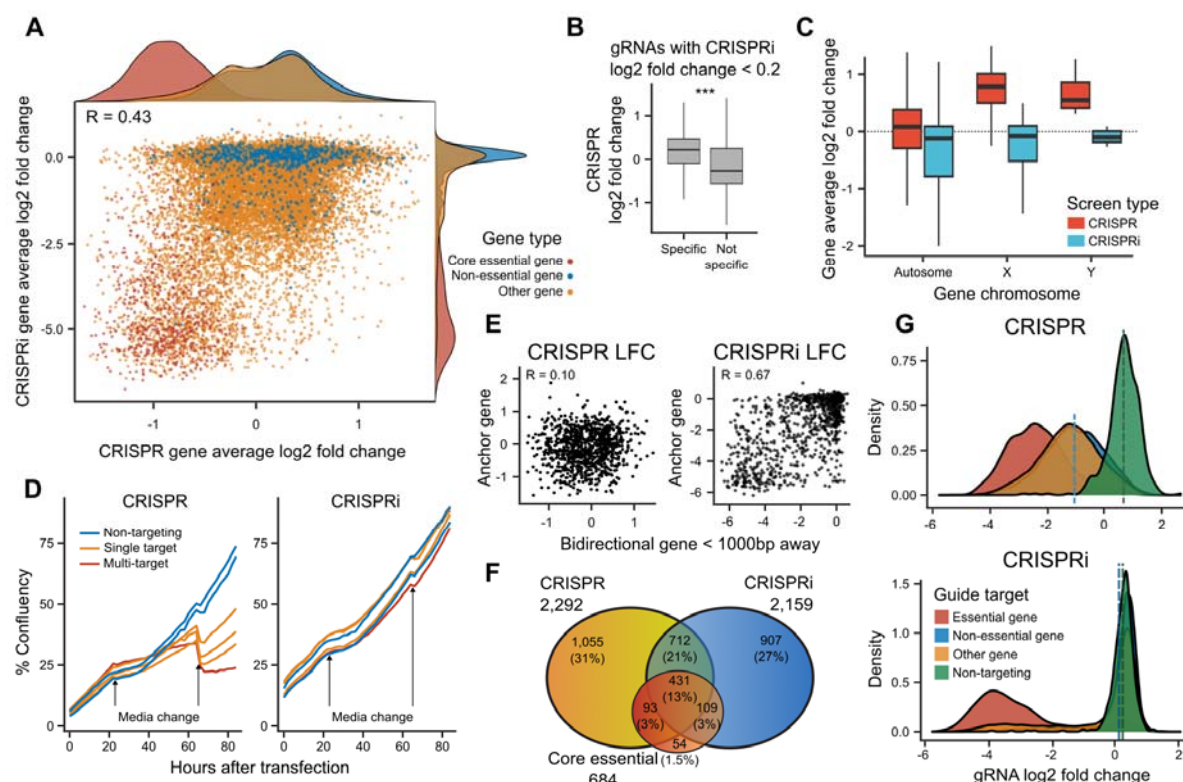 A
R = 0.43
CRISPRi gene average log2 fold change
0.0
-2.5
-5.0
-1
0
1
CRISPR gene average log2 fold change
Gene type
Core essential gene
Non-essential gene
Other gene
B
gRNAs with CRISPRi
log2 fold change < 0.2
***
CRISPR
log2 fold change
1
0
-1
Specific
Not
specific
C
Gene average log2 fold change
1
0
-1
-2
Screen type
CRISPR
CRISPRi
Autosome
X
Y
Gene chromosome
D
CRISPR
CRISPRi
Non-targeting
Single target
Multi-target
% Confluency
75
50
25
0
75
50
25
0
Media change
Media change
0
20
40
60
80
0
20
40
60
80
Hours after transfection
E
CRISPR LFC
R = 0.10
Anchor gene
2
1
0
-1
-1
0
1
CRISPRi LFC
R = 0.67
Anchor gene
0
-2
-4
-6
-6
-4
-2
0
Bidirectional gene < 1000bp away
F
CRISPR
2,292
CRISPRi
2,159
1,055
(31%)
712
(21%)
907
(27%)
431
(13%)
93
(3%)
109
(3%)
54
(1.5%)
Core essential
684
G
CRISPR
Density
0.75
0.50
0.25
0.00
-6
-4
-2
0
2
CRISPRi
Density
1.5
1.0
0.5
0.0
Guide target
Essential gene
Non-essential gene
Other gene
Non-targeting
-6
-4
-2
0
2
gRNA log2 fold change